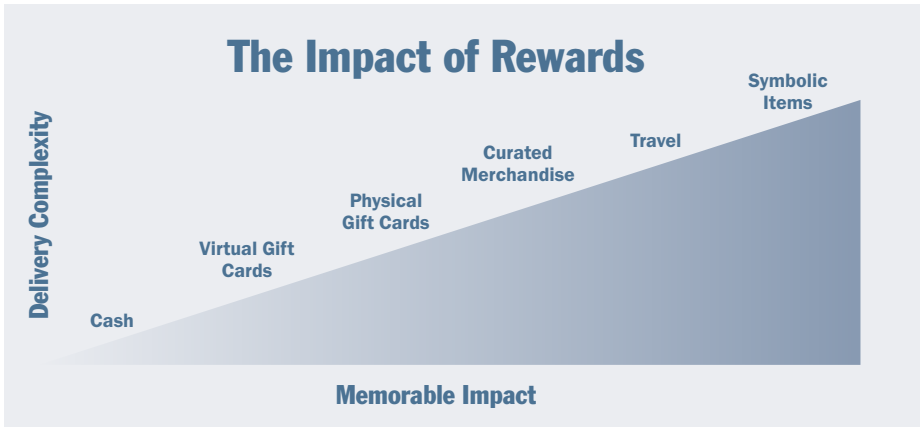 The Impact of Rewards
Delivery Complexity
Cash
Virtual Gift
Cards
Physical
Gift Cards
Curated
Merchandise
Travel
Symbolic
Items
Memorable Impact